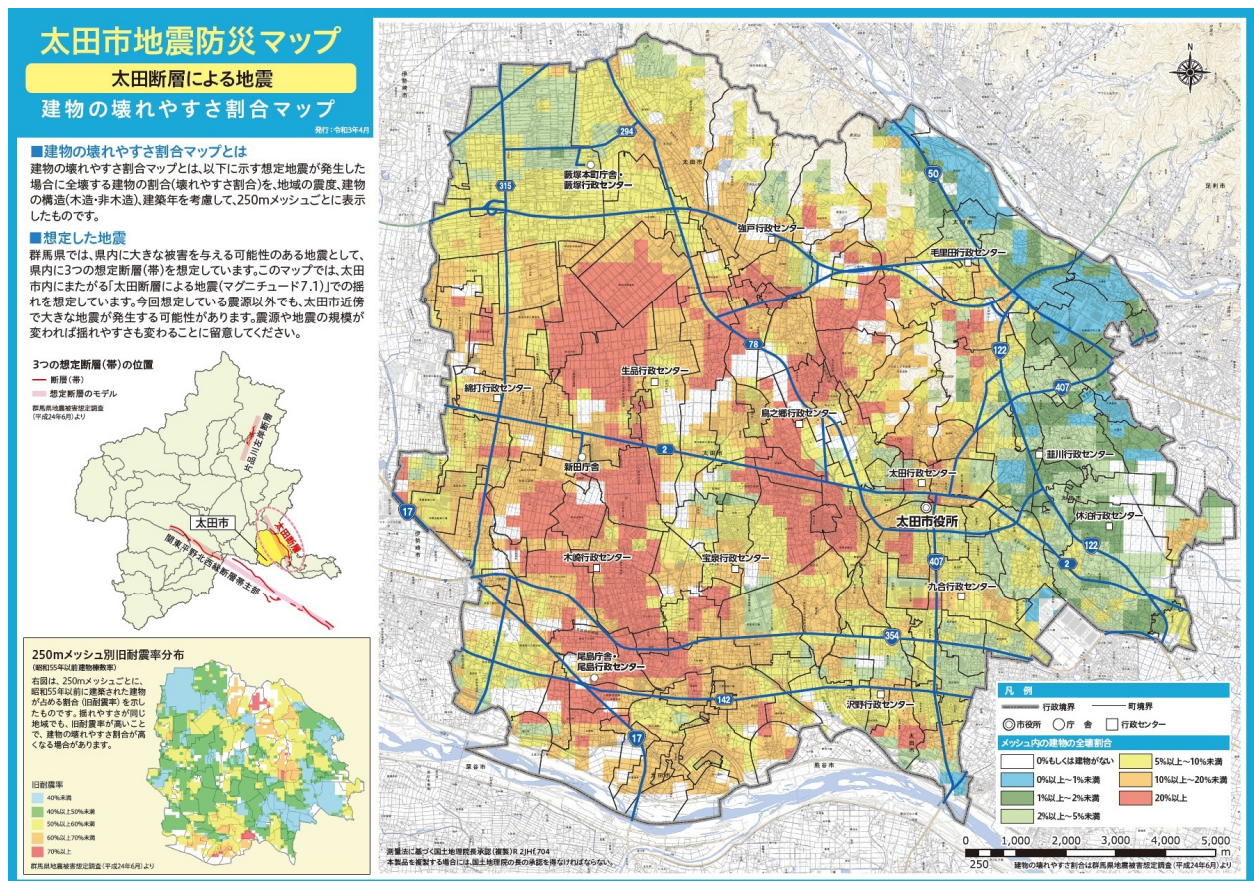 太田市地震防災マップ
太田断層による地震
建物の壊れやすさ割合マップ
発行：令和3年4月
■建物の壊れやすさ割合マップとは
建物の壊れやすさ割合マップとは、以下に示す想定地震が発生した
場合に全壊する建物の割合(壊れやすさ割合)を、地域の震度、建物
の構造(木造・非木造)、建築年を考慮して、250mメッシュごとに表示
したものです。
■想定した地震
群馬県では、県内に大きな被害を与える可能性のある地震として、
県内に3つの想定断層(帯)を想定しています。このマップでは、太田
市内にまたがる「太田断層による地震(マグニチュード7.1)」での揺
れを想定しています。今回想定している震源以外でも、太田市近傍
で大きな地震が発生する可能性があります。震源や地震の規模が
変われば揺れやすさも変わることに留意してください。
3つの想定断層(帯)の位置
断層(帯)
想定断層のモデル
群馬県地震被害想定調査
(平成24年6月)より
片品川左岸断層
太田市
太田断層
関東平野北西縁断層帯主部
250mメッシュ別旧耐震率分布
(昭和55年以前建物棟数率)
右図は、250mメッシュごとに、
昭和55年以前に建築された建物
が占める割合(旧耐震率)を示し
たものです。揺れやすさが同じ
地域でも、旧耐震率が高いこと
で、建物の壊れやすさ割合が
高くなる場合があります。
旧耐震率
40%未満
40%以上50%未満
50%以上60%未満
60%以上70%未満
70%以上
群馬県地震被害想定調査(平成24年6月)より
N
伊勢崎市
294
太田市
50
藪塚本町庁舎・
藪塚行政センター
315
足利市
太田市
強戸行政センター
毛里田行政センター
78
122
生品行政センター
407
綿打行政センター
鳥之郷行政センター
2
太田市
韮川行政センター
新田庁舎
太田行政センター
17
太田市役所
休泊行政センター
伊勢崎市
122
木崎行政センター
宝泉行政センター
407
2
九合行政センター
354
尾島庁舎・
尾島行政センター
142
沢野行政センター
17
太田市
太田市
深谷市
熊谷市
凡 例
行政境界
町境界
市役所
庁 舎
行政センター
メッシュ内の建物の全壊割合
0%もしくは建物がない
5%以上～10%未満
0%以上～1%未満
10%以上～20%未満
1%以上～2%未満
20%以上
2%以上～5%未満
0 1,000 2,000 3,000 4,000 5,000
250
m
測量法に基づく国土地理院長承認(複製)R 2JHf,704
本製品を複製する場合には、国土地理院の長の承認を得なければならない。
建物の壊れやすさ割合は群馬県被害想定調査(平成24年6月)より